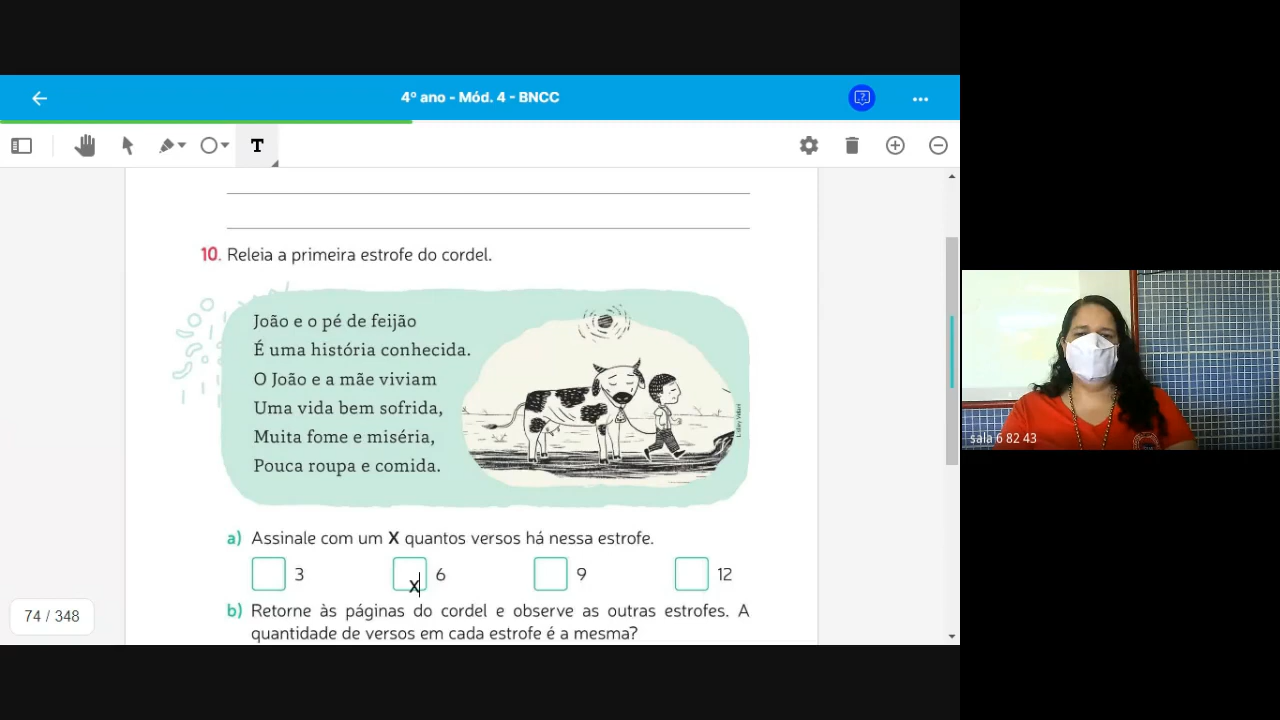 4º ano - Mód. 4 - BNCC
T
10. Releia a primeira estrofe do cordel.
João e o pé de feijão
É uma história conhecida.
O João e a mãe viviam
Uma vida bem sofrida,
Muita fome e miséria,
Pouca roupa e comida.
a) Assinale com um X quantos versos há nessa estrofe.
3 X 6 9 12
b) Retorne às páginas do cordel e observe as outras estrofes. A
quantidade de versos em cada estrofe é a mesma?
74 / 348
sala 6 82 43